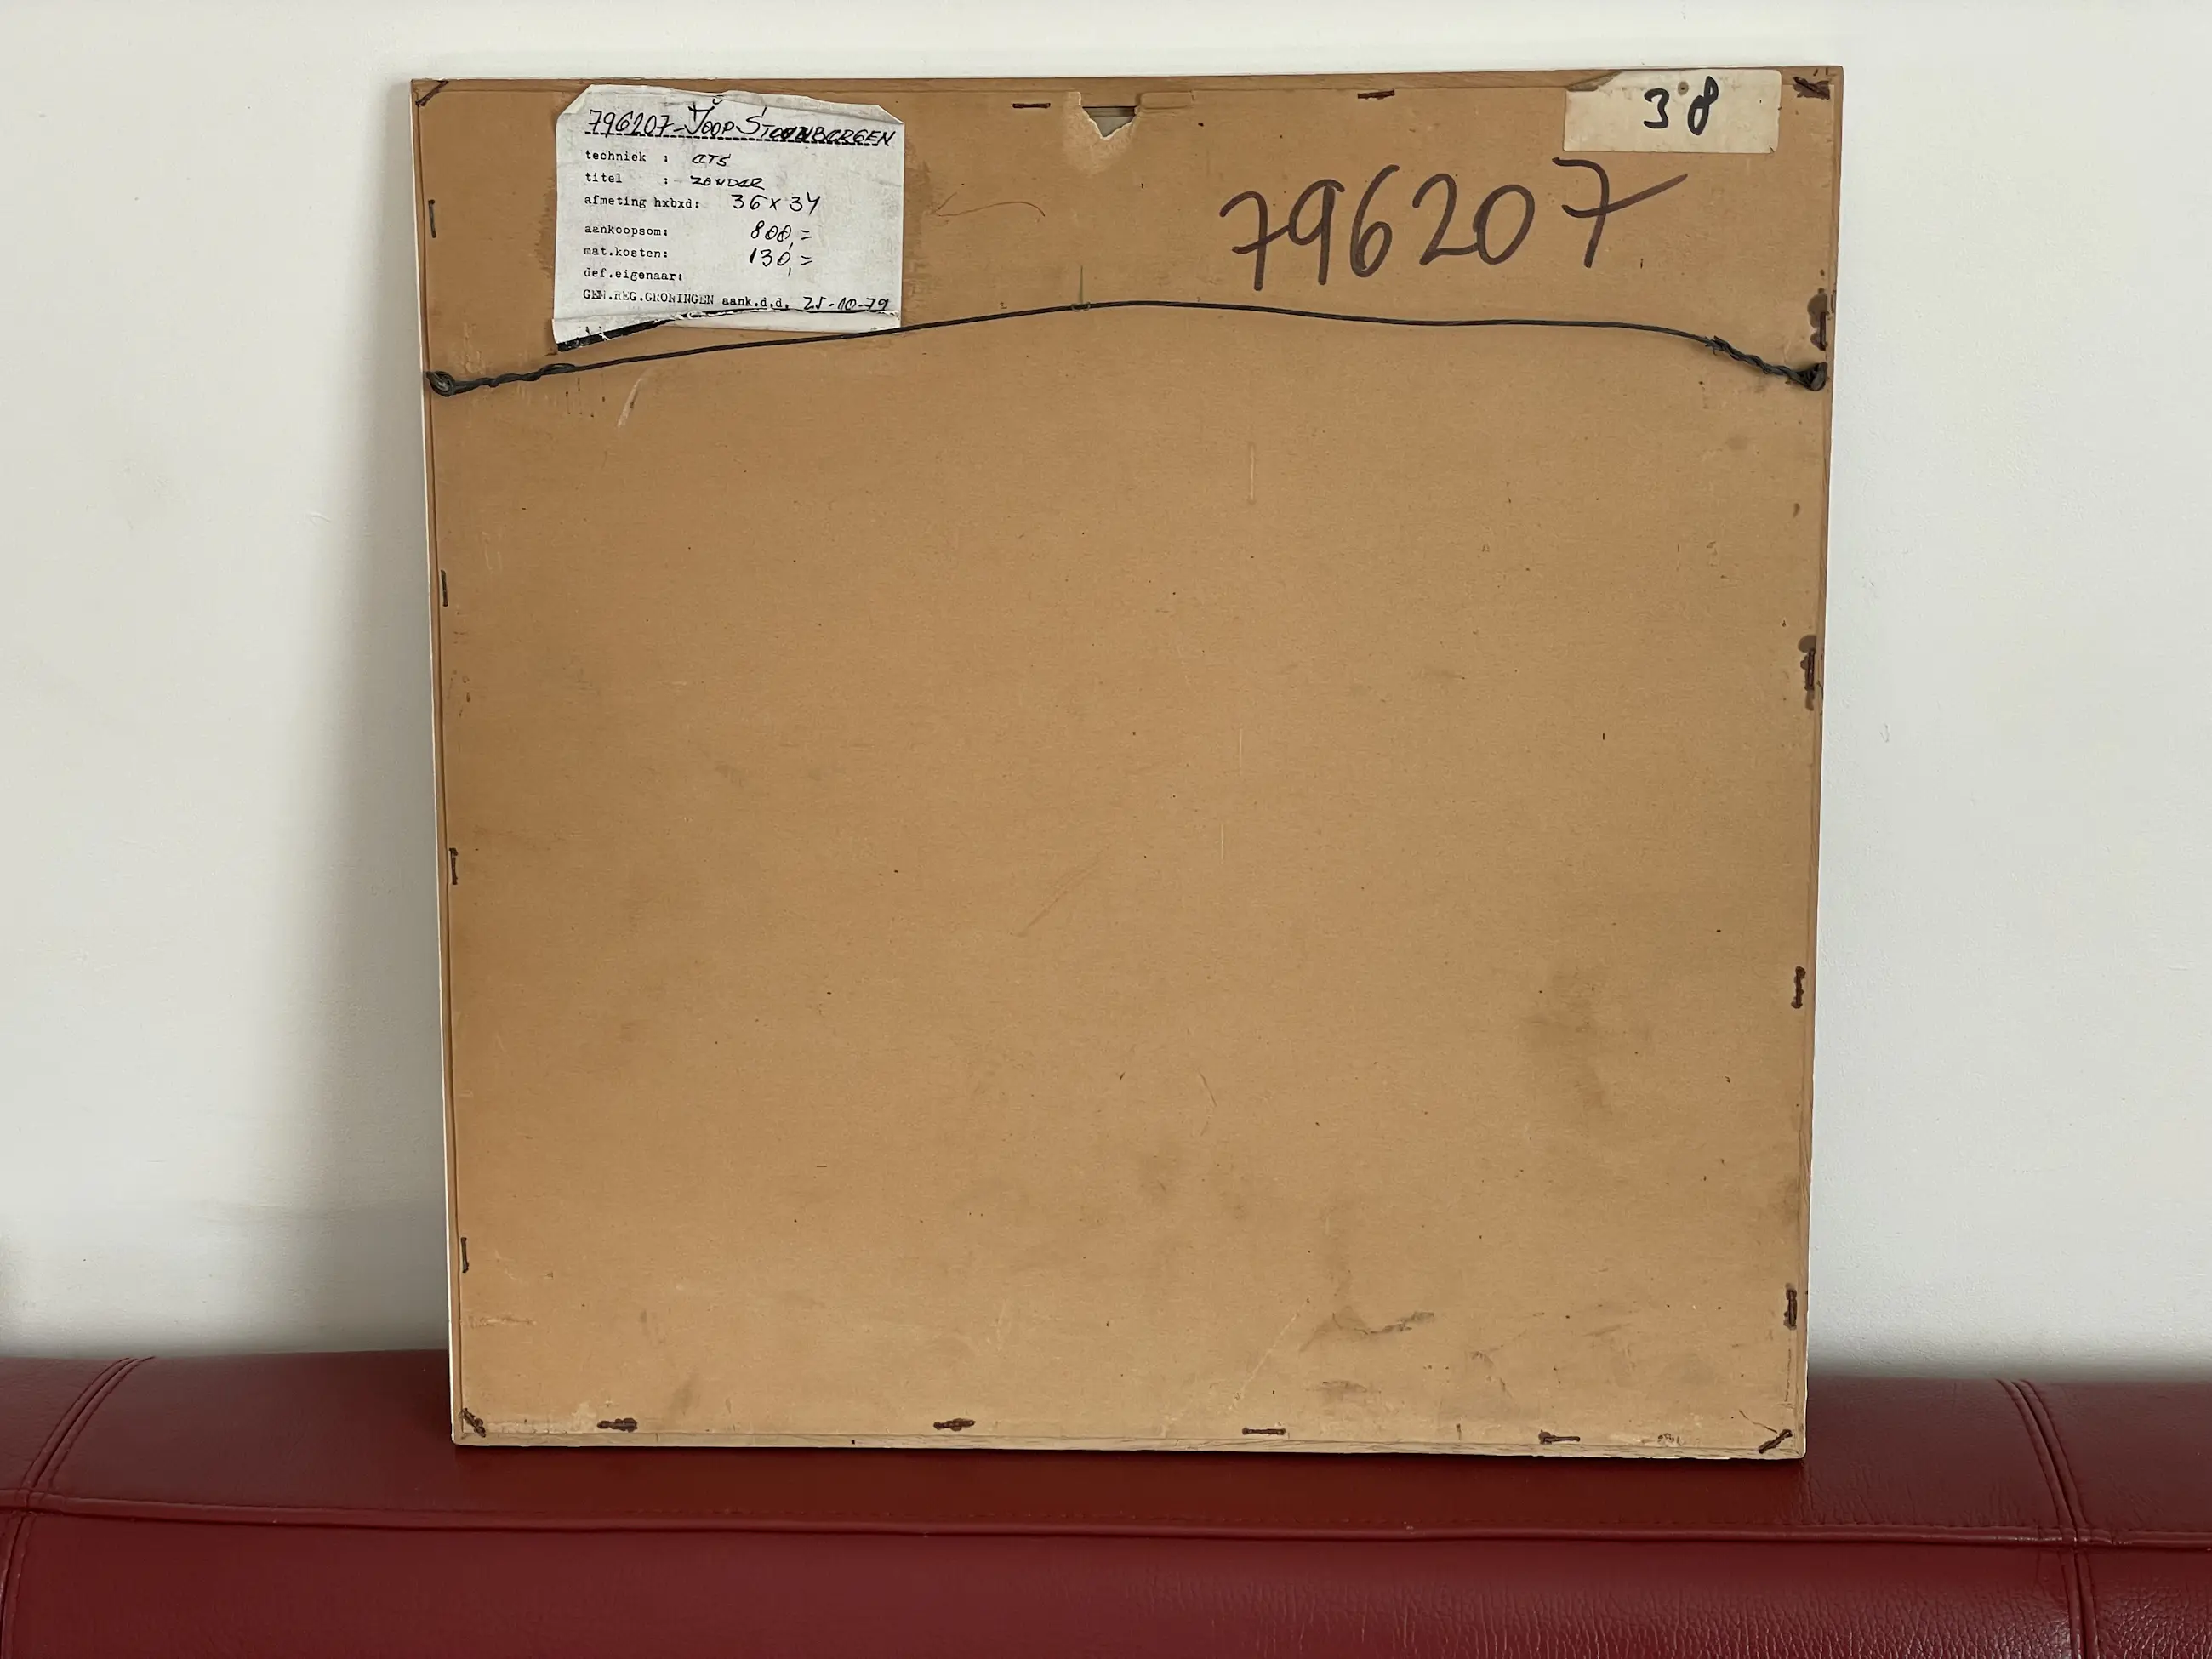 796207-Joop Steenbergen
techniek : ets
titel : zonder
afmeting hxbxd: 36 x 34
aankoopsom: 800,=
mat.kosten: 130,=
def.eigenaar:
GEM.REG.GRONINGEN aank.d.d. 25-10-79
38
796207